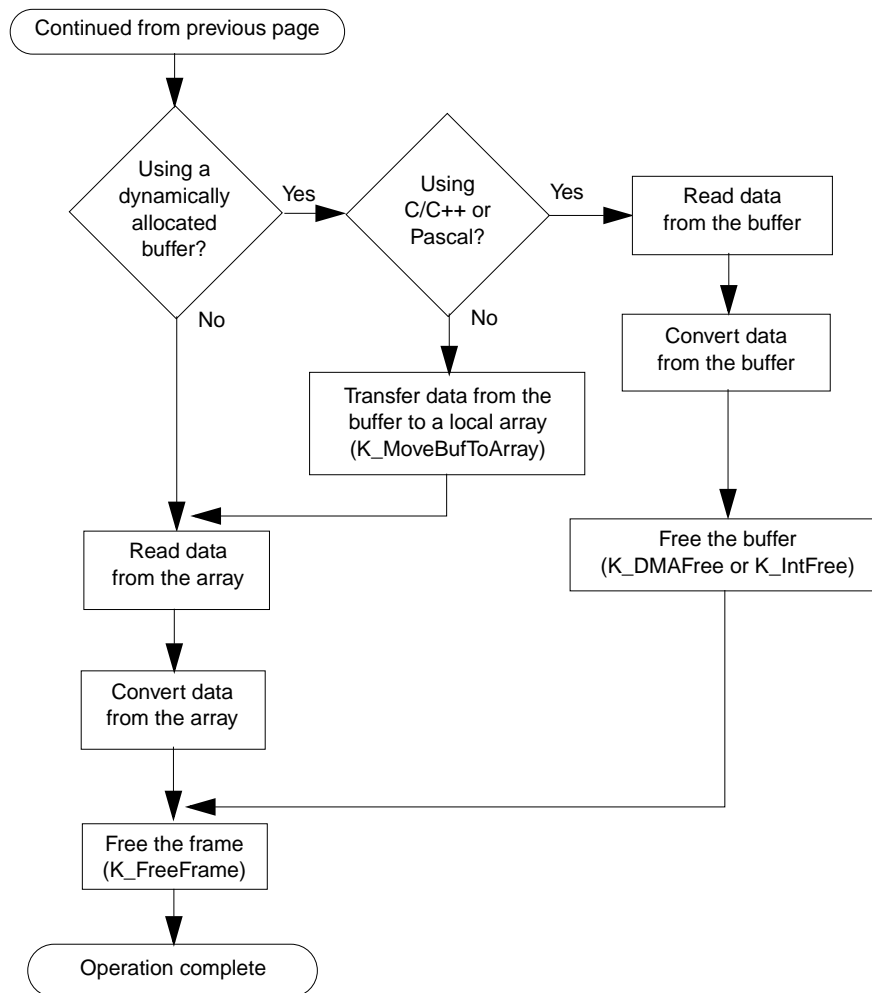 Continued from previous page
Using a
dynamically
allocated
buffer?
Yes
Using
C/C++ or
Pascal?
Yes
Read data
from the buffer
No
No
Convert data
from the buffer
Transfer data from the
buffer to a local array
(K_MoveBufToArray)
Read data
from the array
Free the buffer
(K_DMAFree or K_IntFree)
Convert data
from the array
Free the frame
(K_FreeFrame)
Operation complete